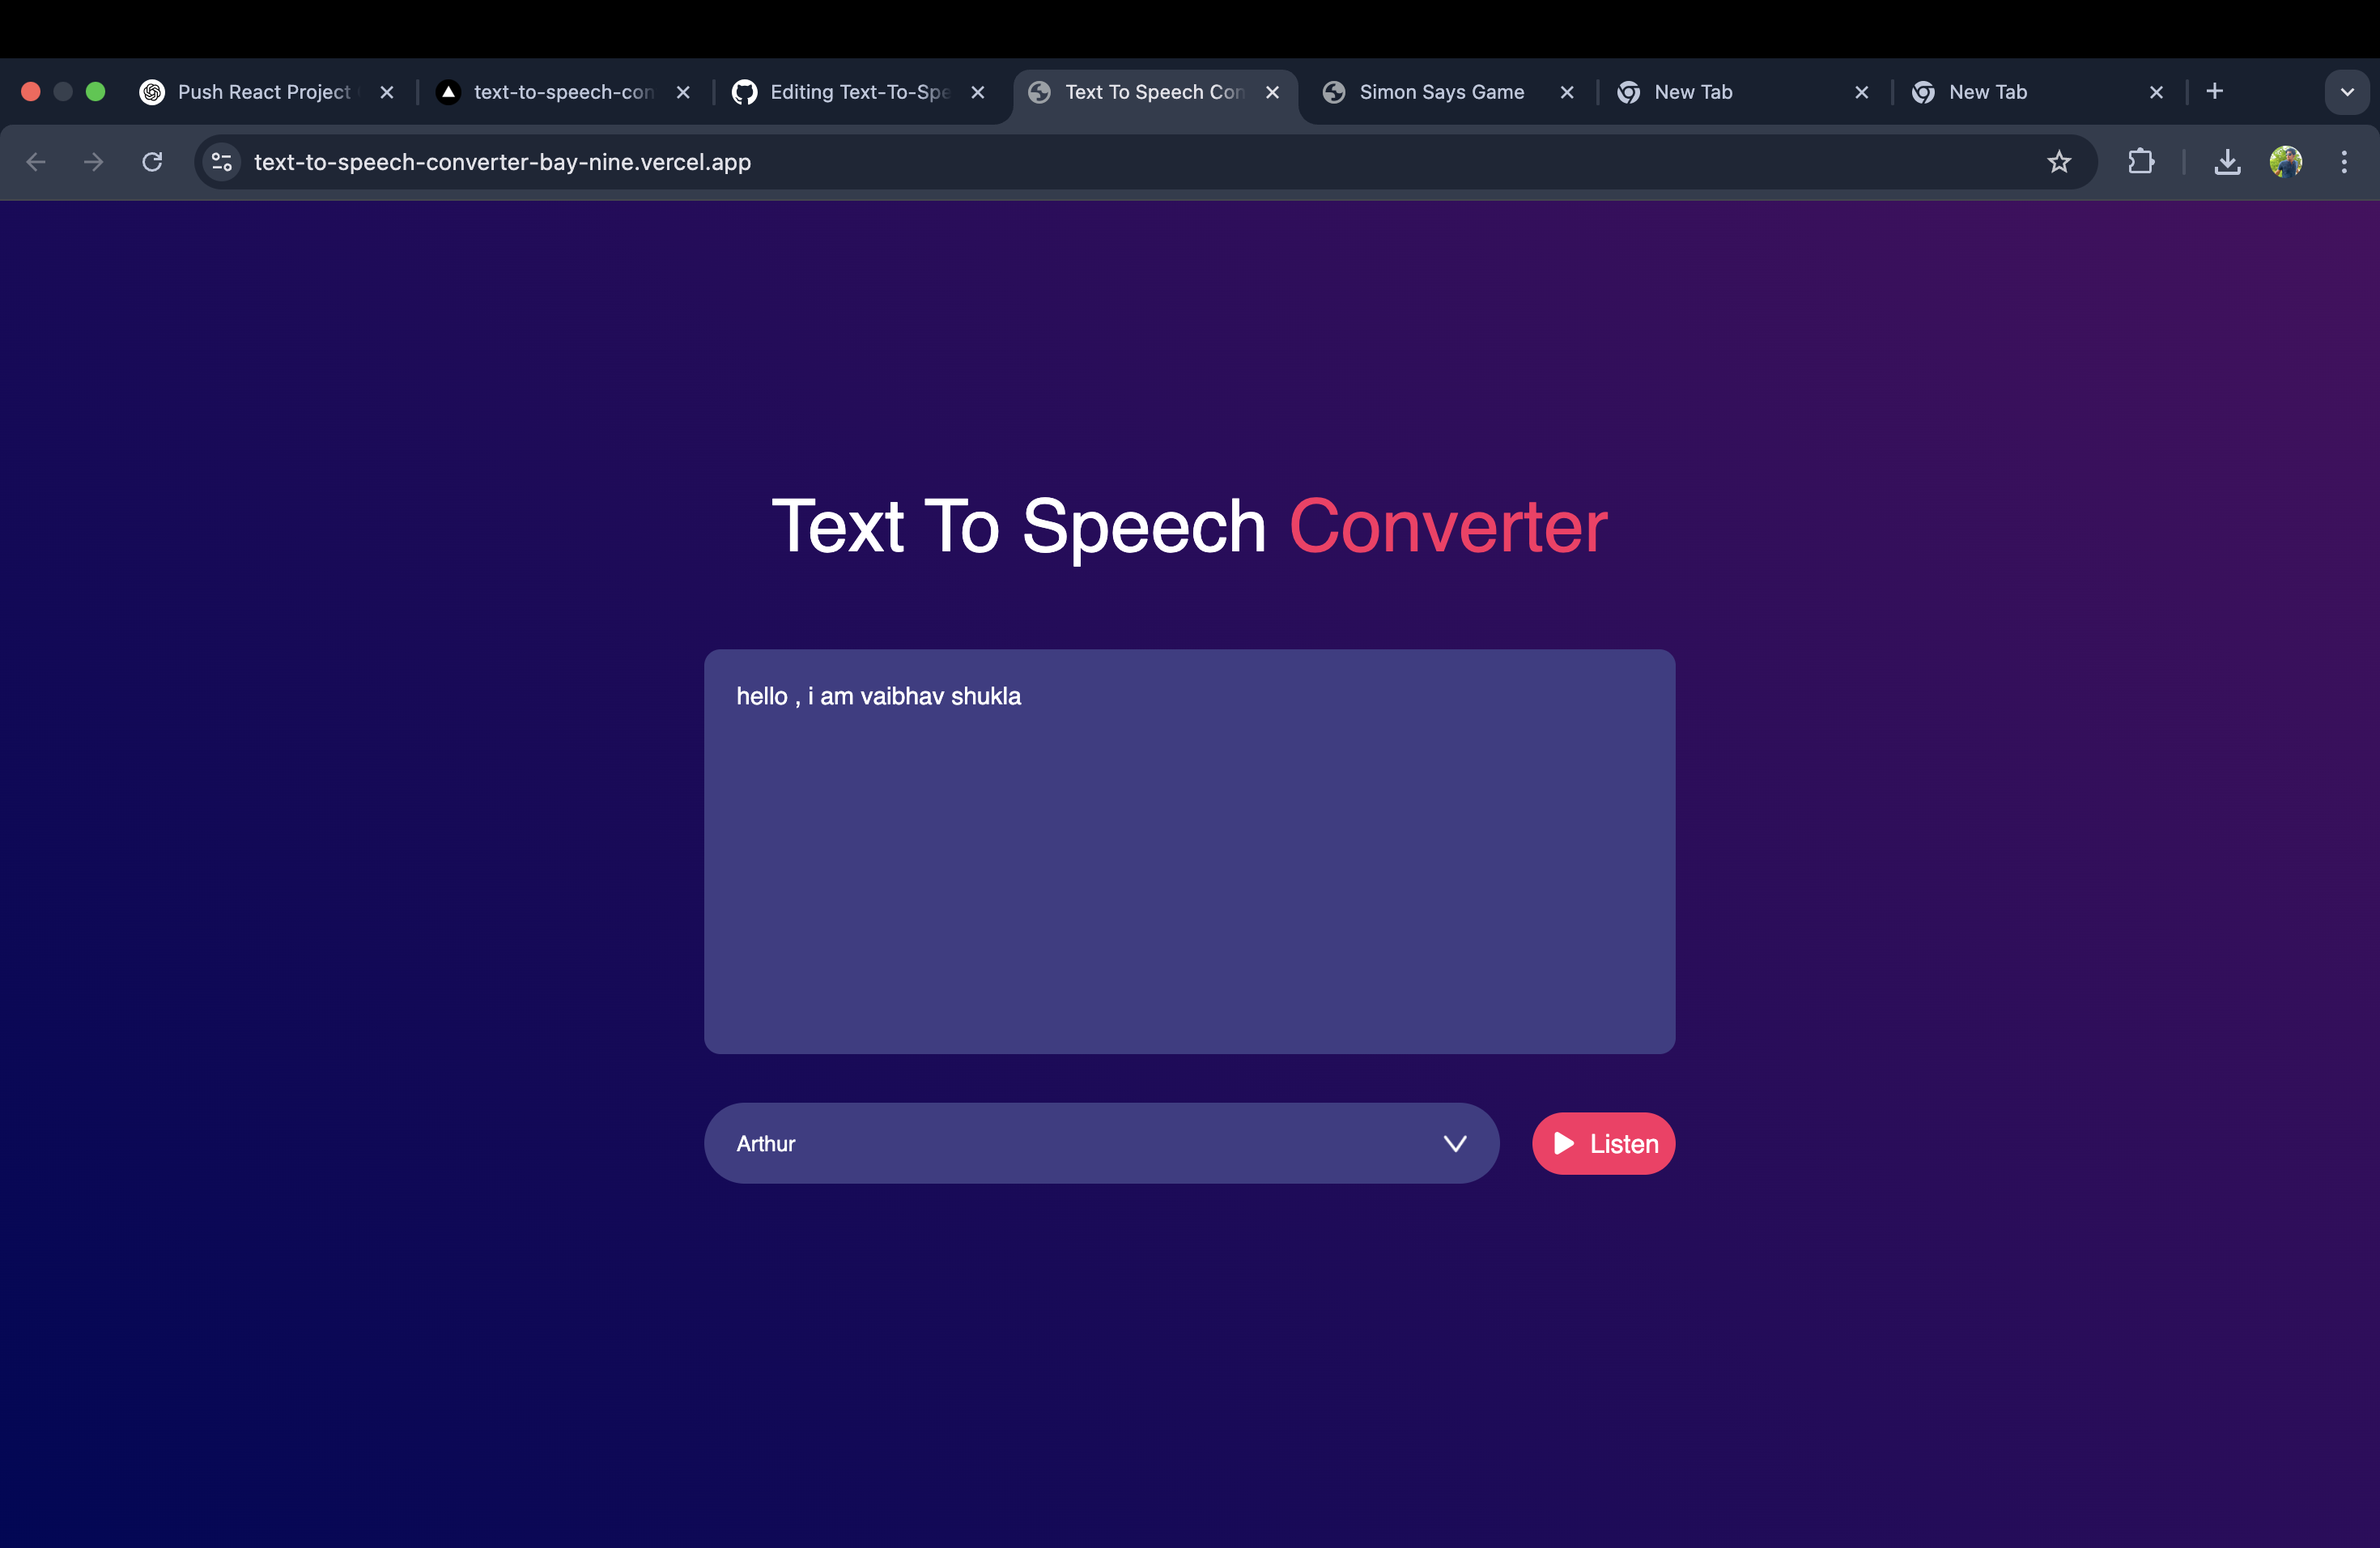 Push React Project
text-to-speech-con
Editing Text-To-Spe
Text To Speech Con
Simon Says Game
New Tab
New Tab
text-to-speech-converter-bay-nine.vercel.app
Text To Speech Converter
hello , i am vaibhav shukla
Arthur
Listen